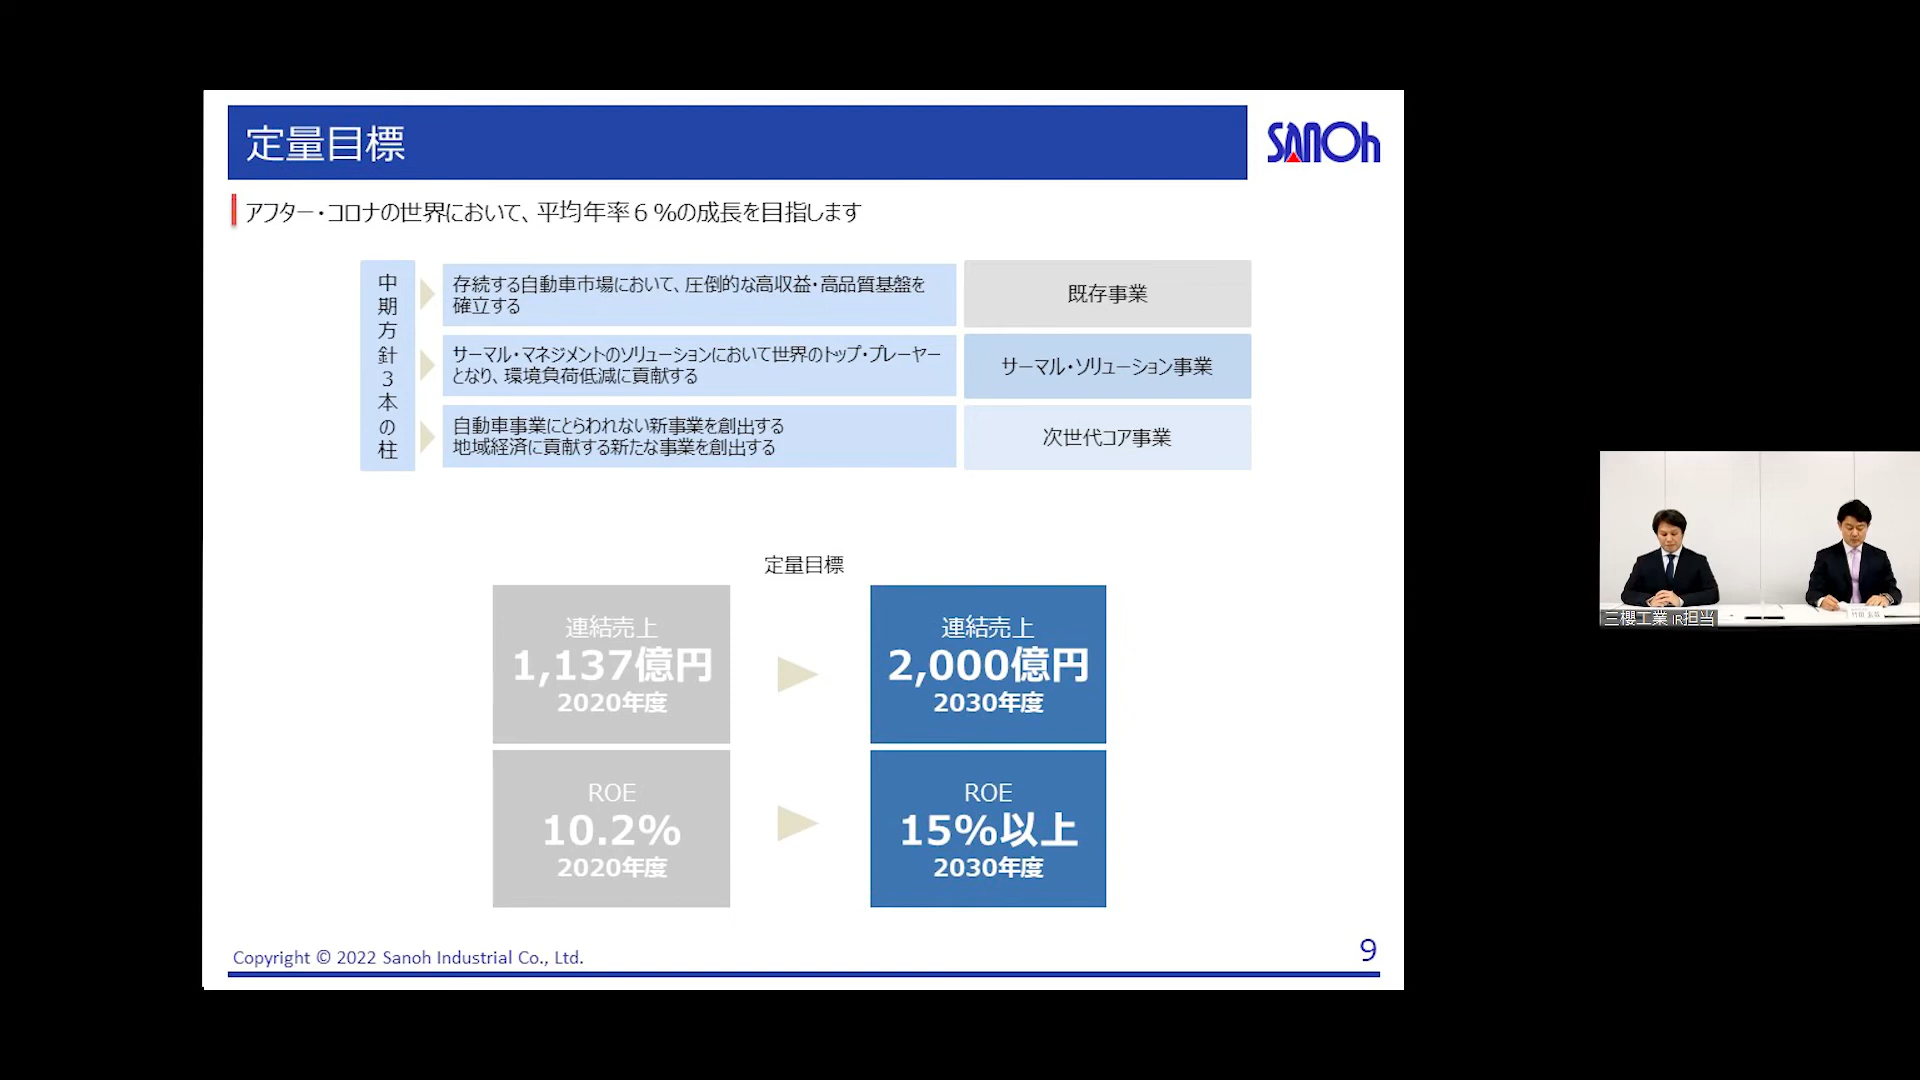 定量目標
SANOh
アフター・コロナの世界において、平均年率6%の成長を目指します
中期方針3本の柱
存続する自動車市場において、圧倒的な高収益・高品質基盤を
確立する
既存事業
サーマル・マネジメントのソリューションにおいて世界のトップ・プレーヤー
となり、環境負荷低減に貢献する
サーマル・ソリューション事業
自動車事業にとらわれない新事業を創出する
地域経済に貢献する新たな事業を創出する
次世代コア事業
定量目標
連結売上
1,137億円
2020年度
連結売上
2,000億円
2030年度
ROE
10.2%
2020年度
ROE
15%以上
2030年度
三櫻工業 IR担当
Copyright © 2022 Sanoh Industrial Co., Ltd.
9